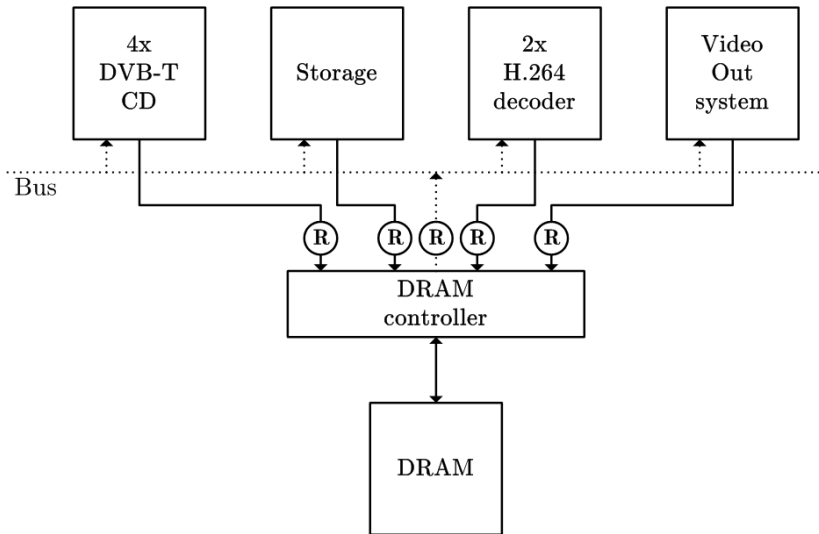 4x
DVB-T
CD
Storage
2x
H.264
decoder
Video
Out
system
Bus
R
R
R
R
R
DRAM
controller
DRAM